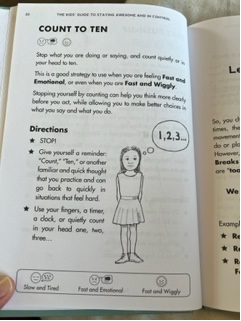 32 THE KIDS' GUIDE TO STAYING AWESOME AND IN CONTROL
COUNT TO TEN
Stop what you are doing or saying, and count quietly or in
your head to ten.
This is a good strategy to use when you are feeling Fast and
Emotional, or even when you are Fast and Wiggly.
Stopping yourself by counting can help you think more clearly
before you act, while allowing you to make better choices in
what you say and what you do.
Directions
★ STOP!
★ Give yourself a reminder:
"Count," "Ten," or another
familiar and quick thought
that you practice and can
go back to quickly in
situations that feel hard.
★ Use your fingers, a timer,
a clock, or quietly count
in your head one, two,
three...
1,2,3...
Slow and Tired
Fast and Emotional
Fast and Wiggly
Le
So, you
times, th
movement
do or play
However,
Breaks
are "too
We
Example
★ Re
★ Re
★ Re